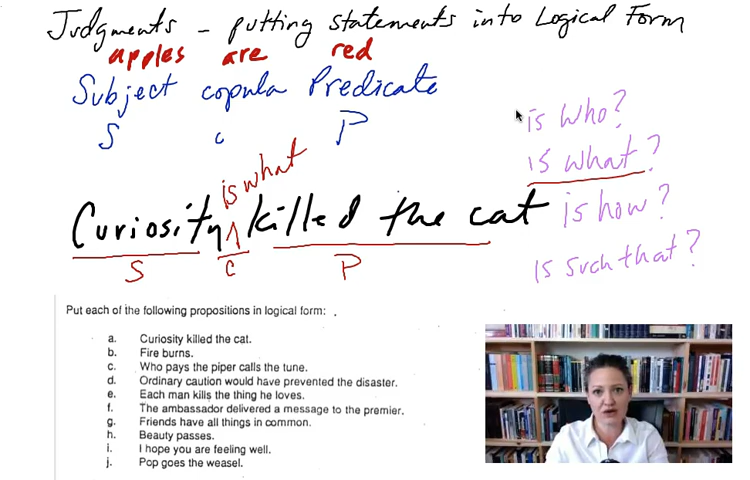 Judgments - putting statements into Logical Form
apples are red
Subject copula Predicate
S c P
is who?
is what
is what?
Curiosity killed the cat
is how?
S c P
is such that?
Put each of the following propositions in logical form:
a. Curiosity killed the cat.
b. Fire burns.
c. Who pays the piper calls the tune.
d. Ordinary caution would have prevented the disaster.
e. Each man kills the thing he loves.
f. The ambassador delivered a message to the premier.
g. Friends have all things in common.
h. Beauty passes.
i. I hope you are feeling well.
j. Pop goes the weasel.